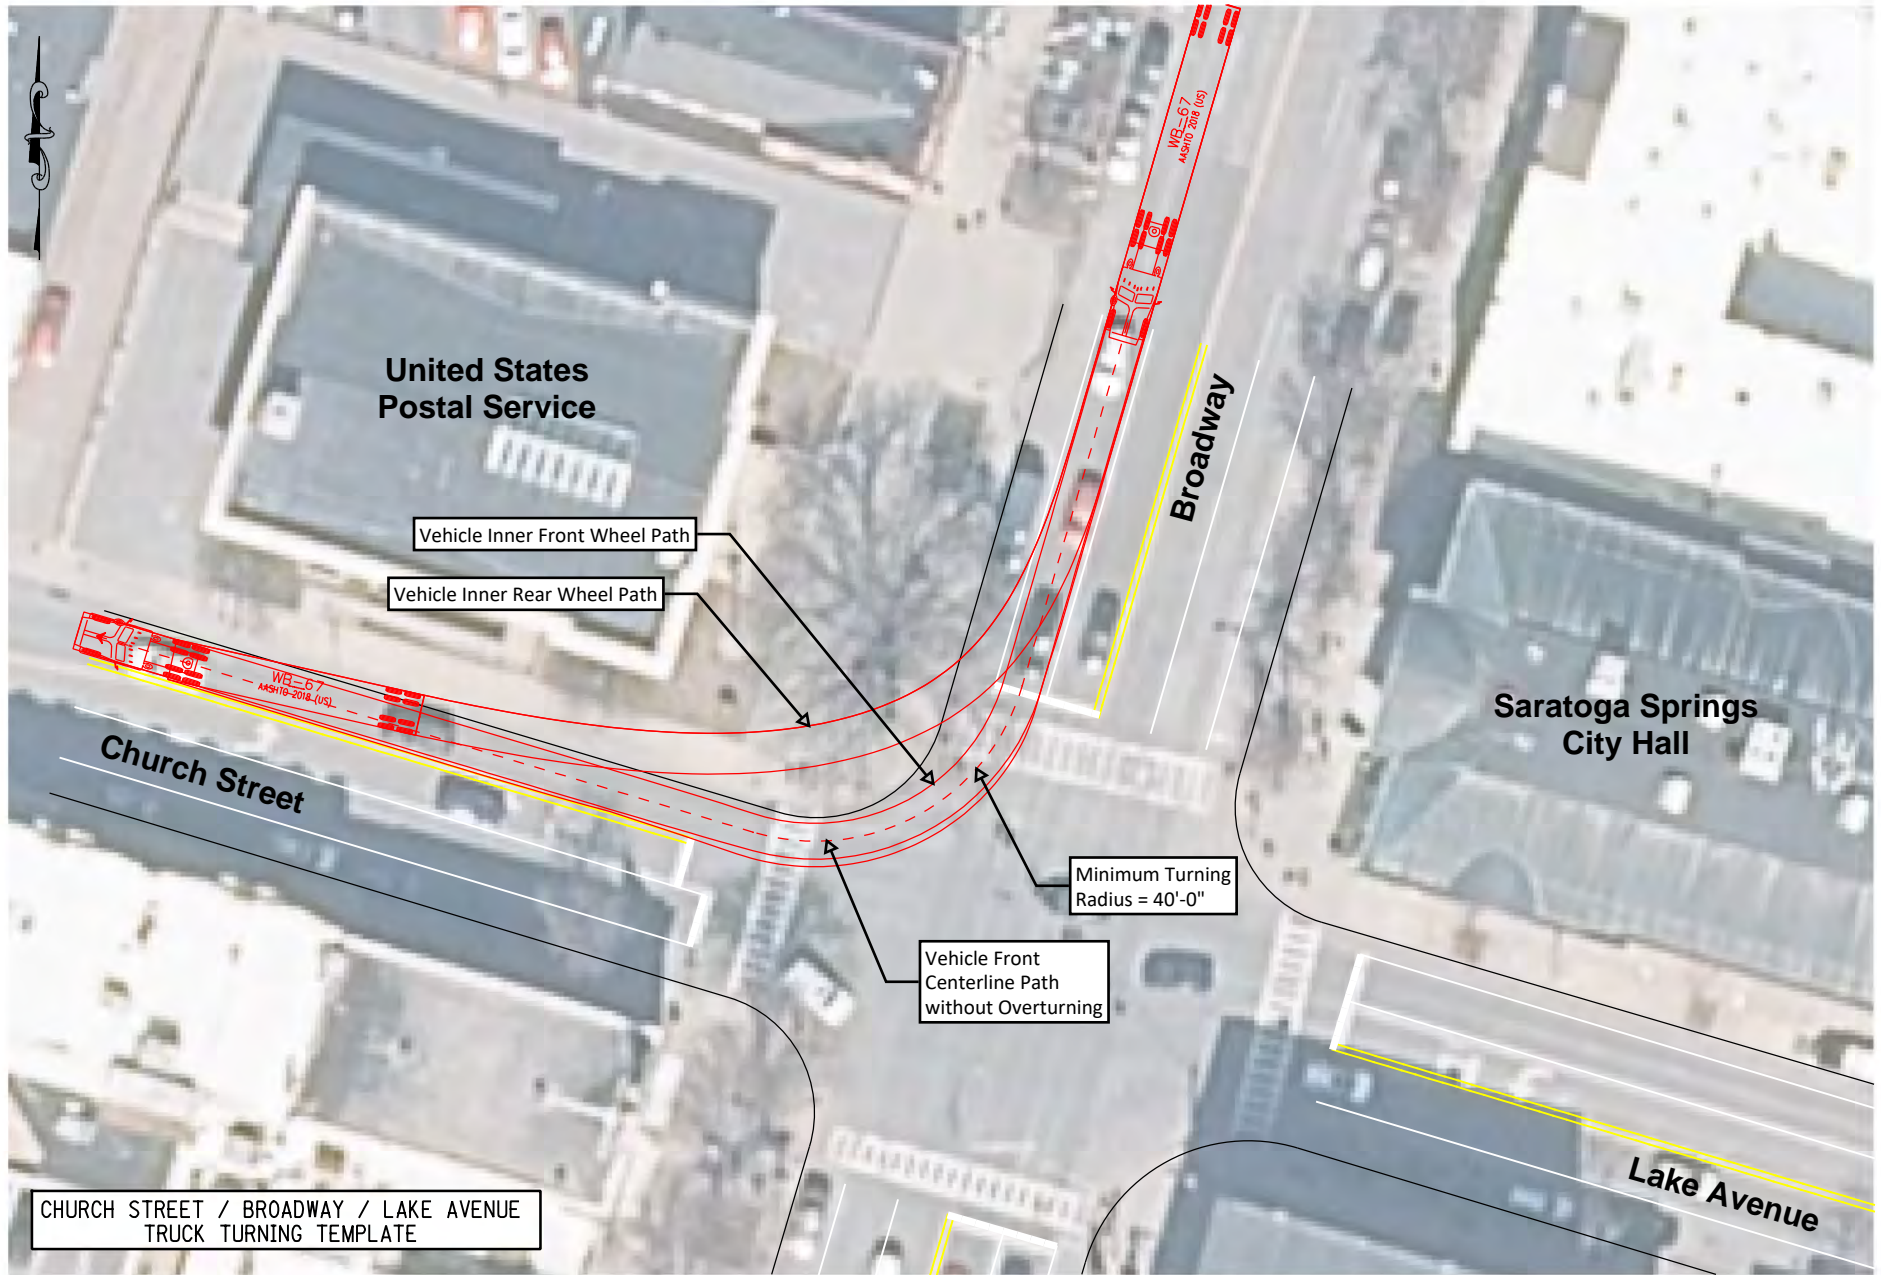 WB-67
AASHTO 2018 (US)
United States
Postal Service
Broadway
Vehicle Inner Front Wheel Path
Vehicle Inner Rear Wheel Path
WB-67
AASHTO 2018 (US)
Saratoga Springs
City Hall
Church Street
Minimum Turning
Radius = 40'-0"
Vehicle Front
Centerline Path
without Overturning
Lake Avenue
CHURCH STREET / BROADWAY / LAKE AVENUE
TRUCK TURNING TEMPLATE